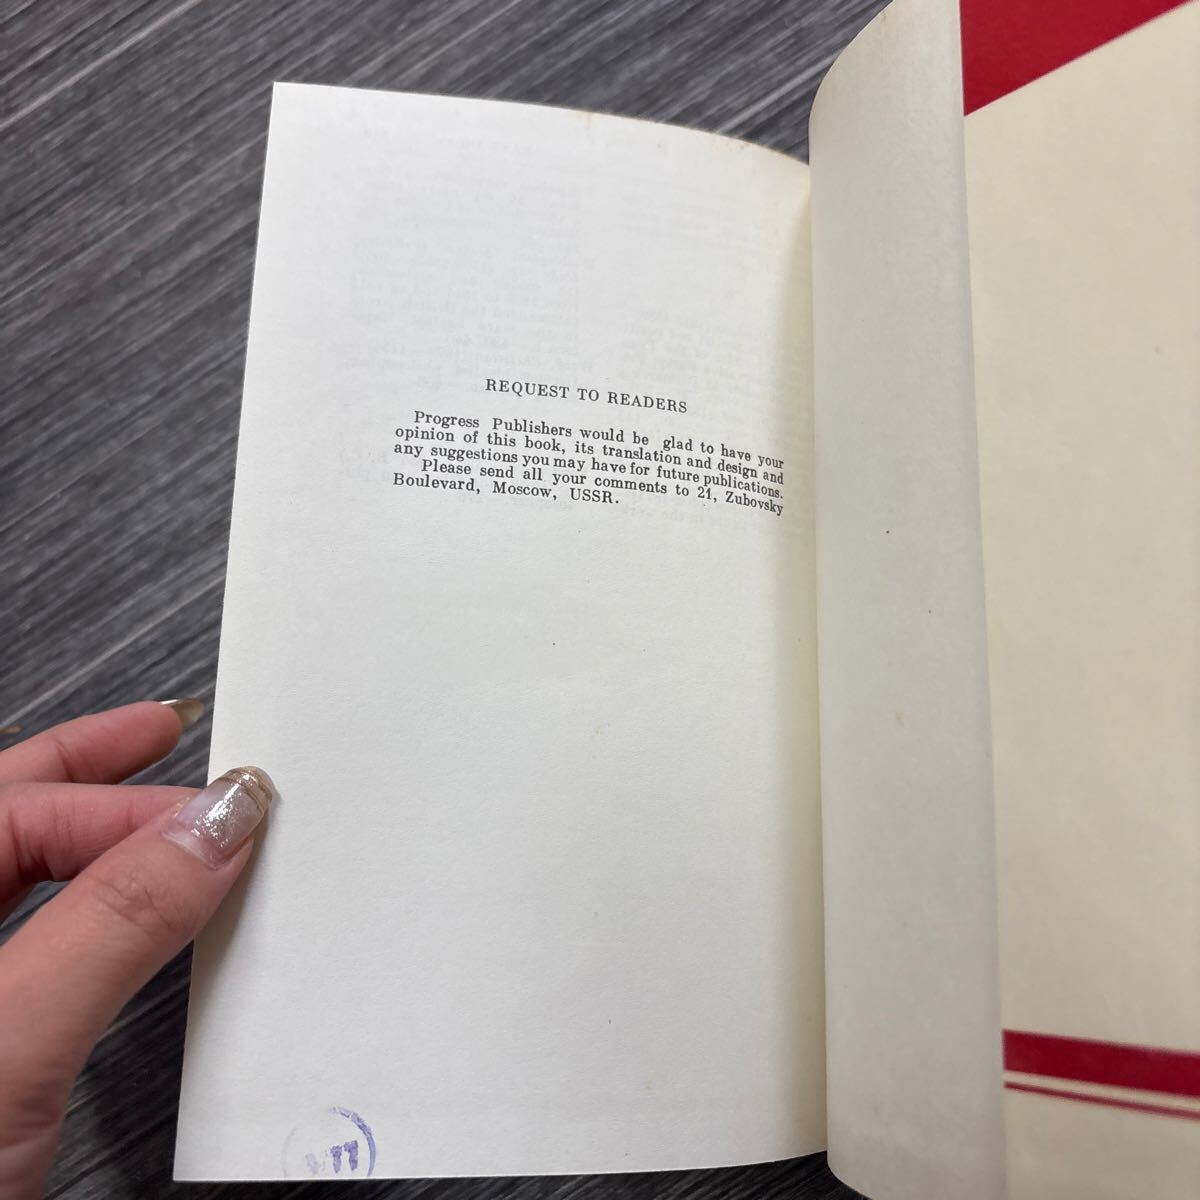 REQUEST TO READERS
Progress Publishers would be glad to have your
opinion of this book, its translation and design and
any suggestions you may have for future publications.
Please send all your comments to 21, Zubovsky
Boulevard, Moscow, USSR.